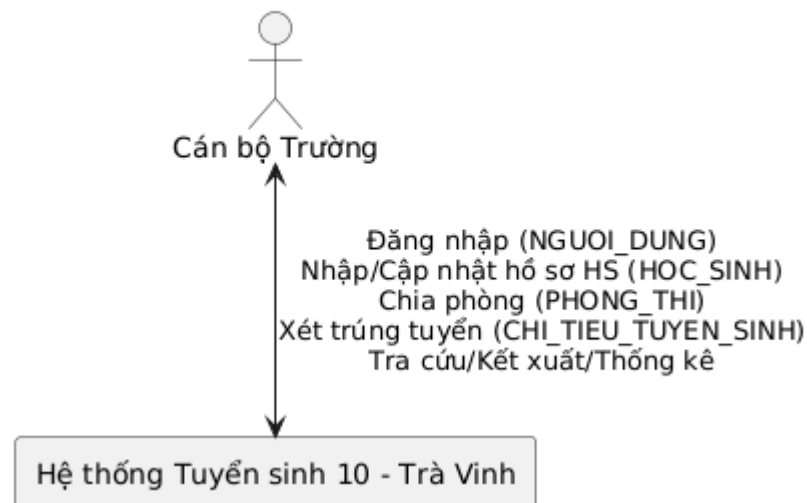 Cán bộ Trường
Đăng nhập (NGUOI_DUNG)
Nhập/Cập nhật hồ sơ HS (HOC_SINH)
Chia phòng (PHONG_THI)
Xét trúng tuyển (CHI_TIEU_TUYEN_SINH)
Tra cứu/Kết xuất/Thống kê
Hệ thống Tuyển sinh 10 - Trà Vinh